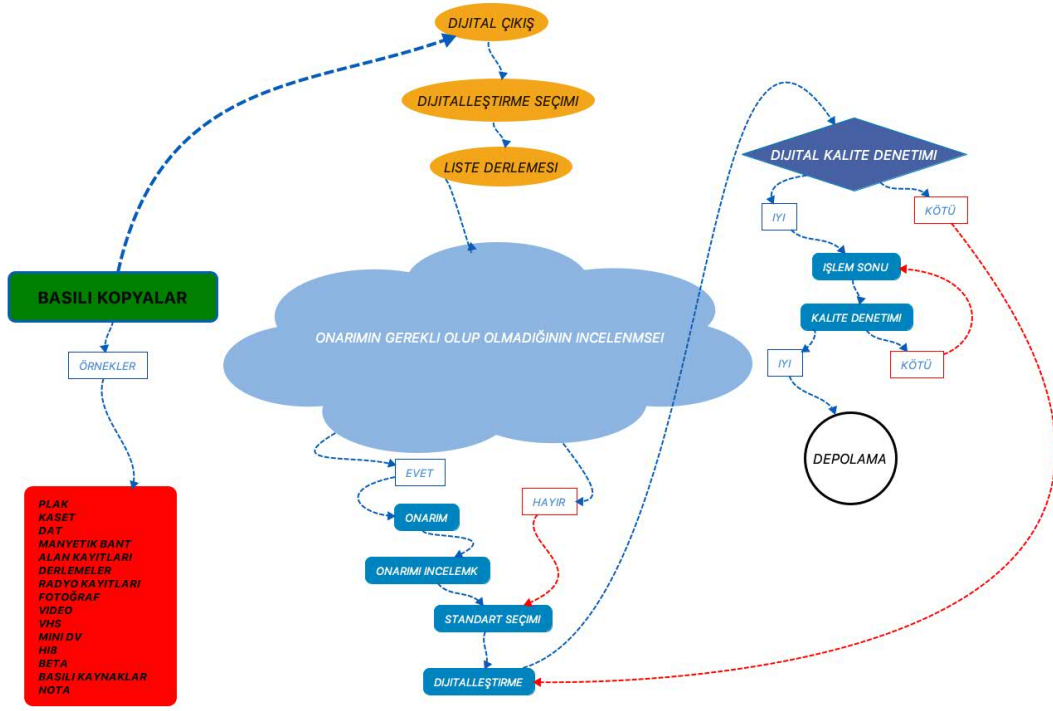 DIJITAL ÇIKIŞ
DIJITALLEŞTIRME SEÇIMI
LISTE DERLEMESI
BASILI KOPYALAR
ÖRNEKLER
PLAK
KASET
DAT
MANYETIK BANT
ALAN KAYITLARI
DERLEMELER
RADYO KAYITLARI
FOTOĞRAF
VIDEO
VHS
MINI DV
HI8
BETA
BASILI KAYNAKLAR
NOTA
ONARIMIN GEREKLI OLUP OLMADIĞININ INCELENMSEI
EVET
HAYIR
ONARIM
ONARIMI INCELEMK
STANDART SEÇIMI
DIJITALLEŞTIRME
DIJITAL KALITE DENETIMI
IYI
KÖTÜ
IŞLEM SONU
KALITE DENETIMI
IYI
KÖTÜ
DEPOLAMA